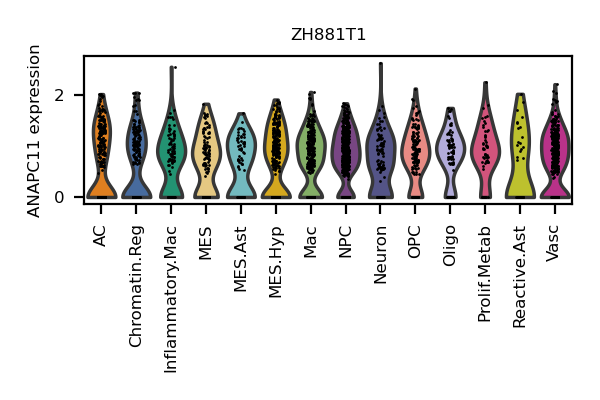 ZH881T1
ANAPC11 expression
2
0
AC
Chromatin.Reg
Inflammatory.Mac
MES
MES.Ast
MES.Hyp
Mac
NPC
Neuron
OPC
Oligo
Prolif.Metab
Reactive.Ast
Vasc